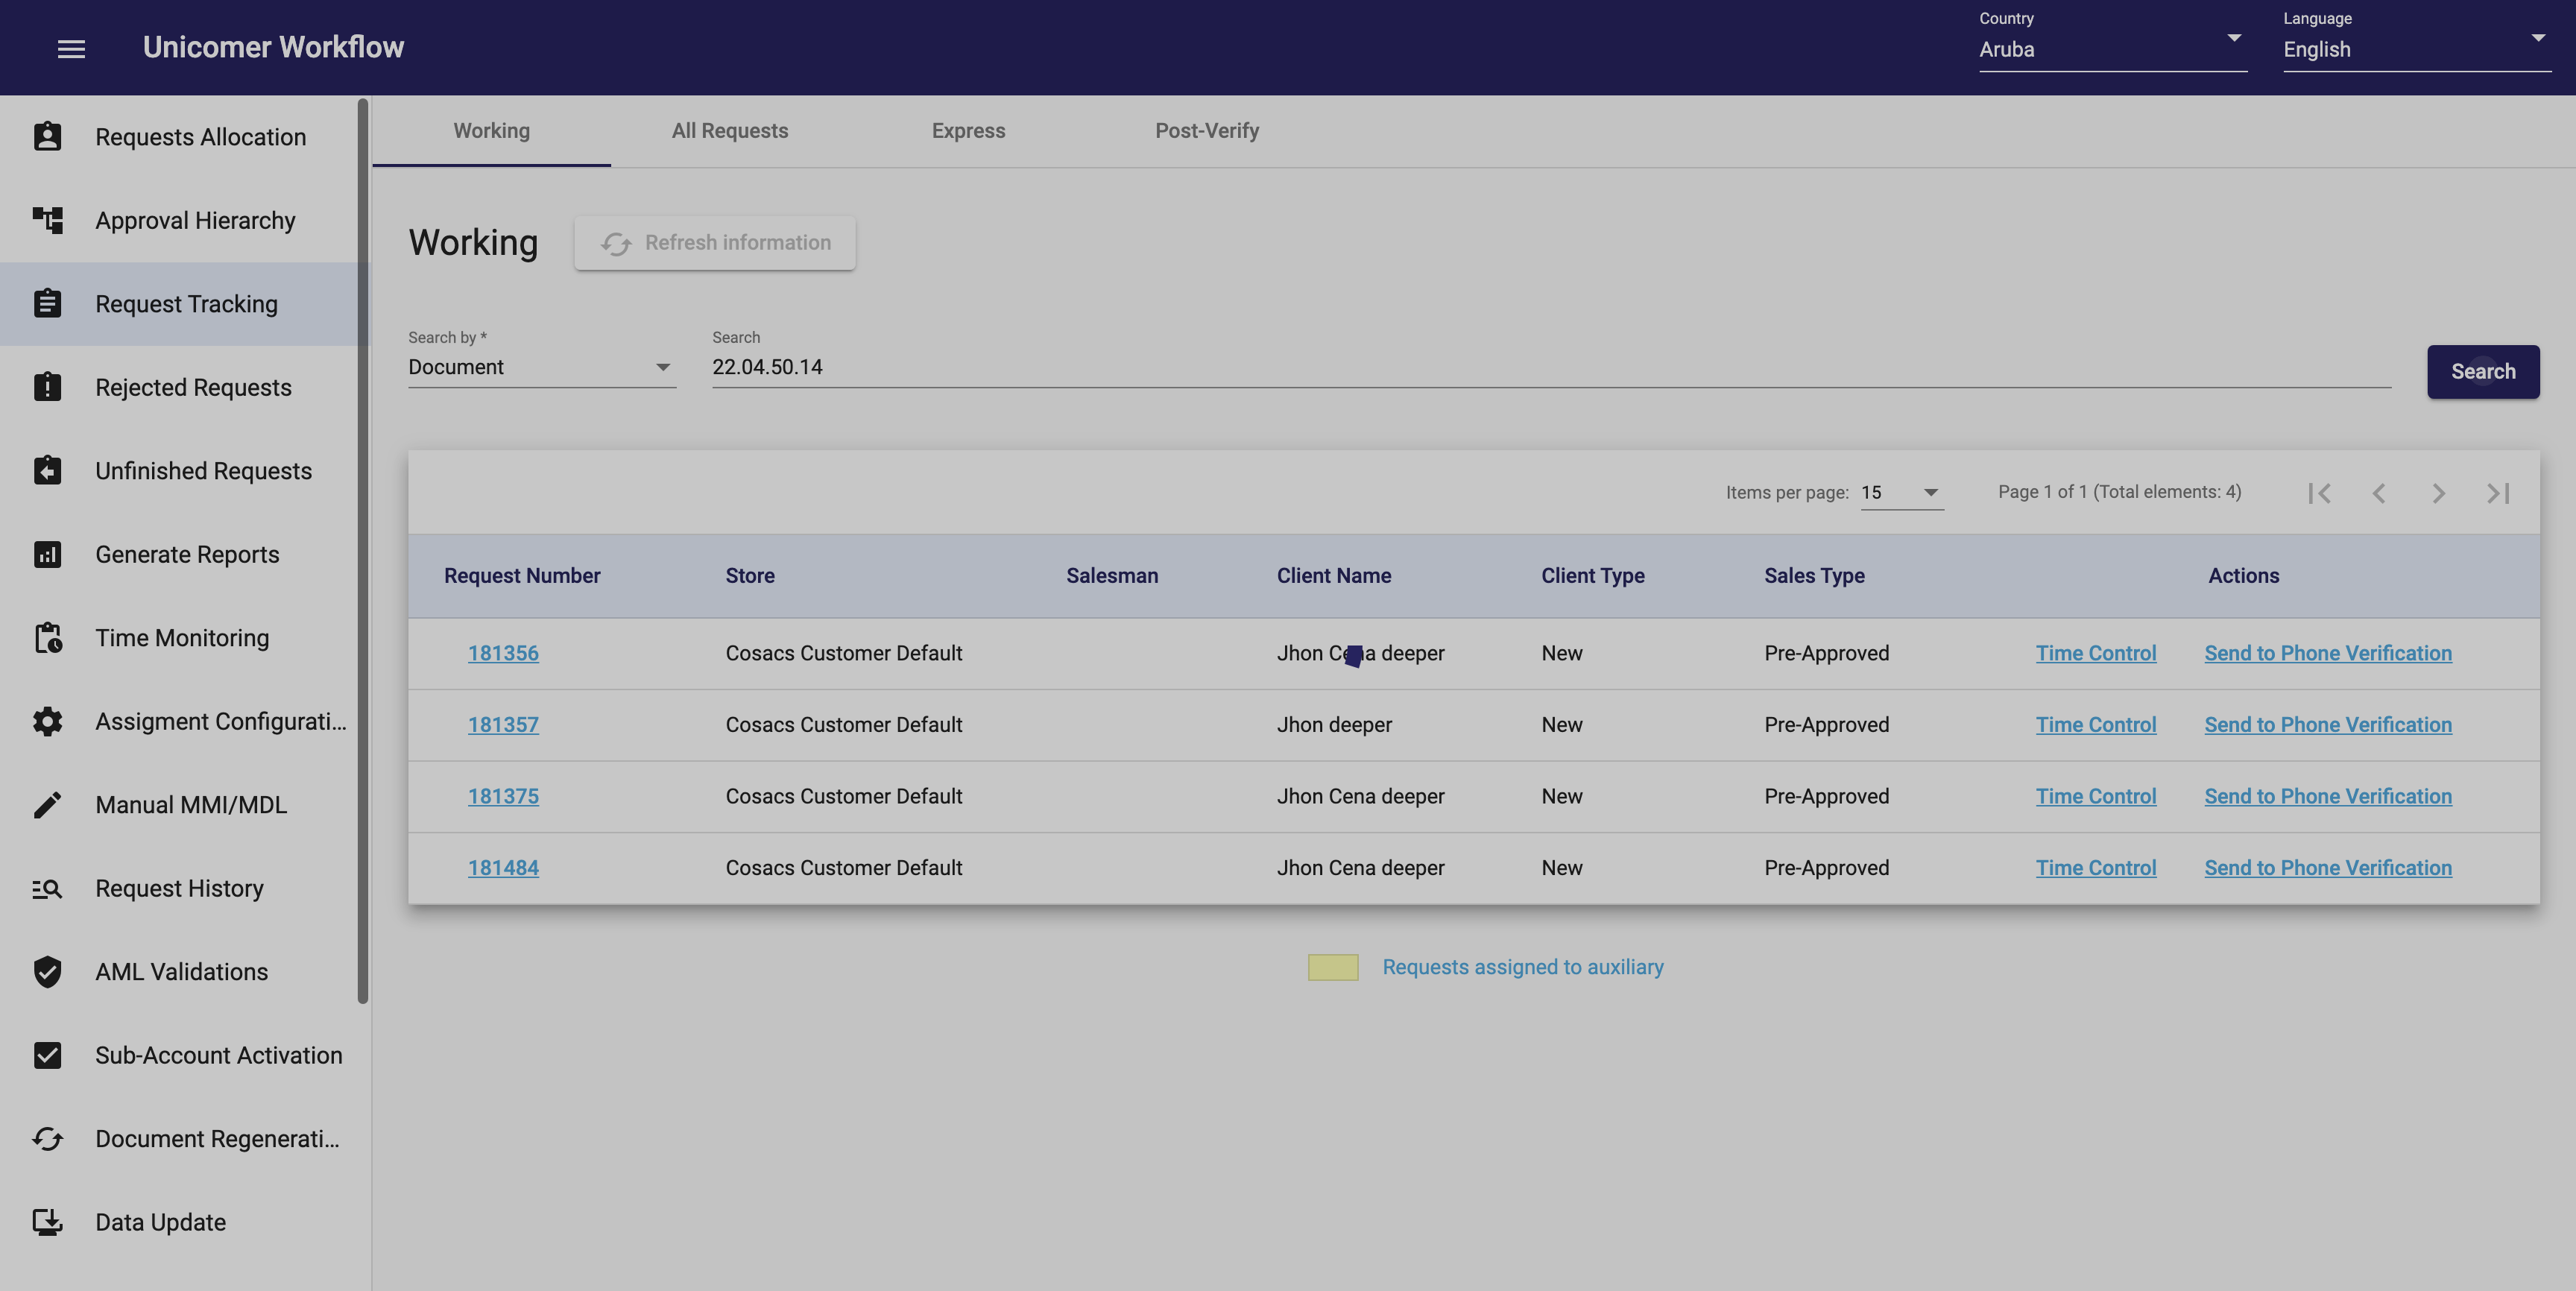 Unicomer Workflow
Country
Aruba
Language
English
Requests Allocation
Approval Hierarchy
Request Tracking
Rejected Requests
Unfinished Requests
Generate Reports
Time Monitoring
Assigment Configurati...
Manual MMI/MDL
Request History
AML Validations
Sub-Account Activation
Document Regenerati...
Data Update
Working All Requests Express Post-Verify
Working Refresh information
Search by *
Document
Search
22.04.50.14
Search
Items per page: 15 Page 1 of 1 (Total elements: 4)
Request Number Store Salesman Client Name Client Type Sales Type Actions
181356 Cosacs Customer Default Jhon Cena deeper New Pre-Approved Time Control Send to Phone Verification
181357 Cosacs Customer Default Jhon deeper New Pre-Approved Time Control Send to Phone Verification
181375 Cosacs Customer Default Jhon Cena deeper New Pre-Approved Time Control Send to Phone Verification
181484 Cosacs Customer Default Jhon Cena deeper New Pre-Approved Time Control Send to Phone Verification
Requests assigned to auxiliary